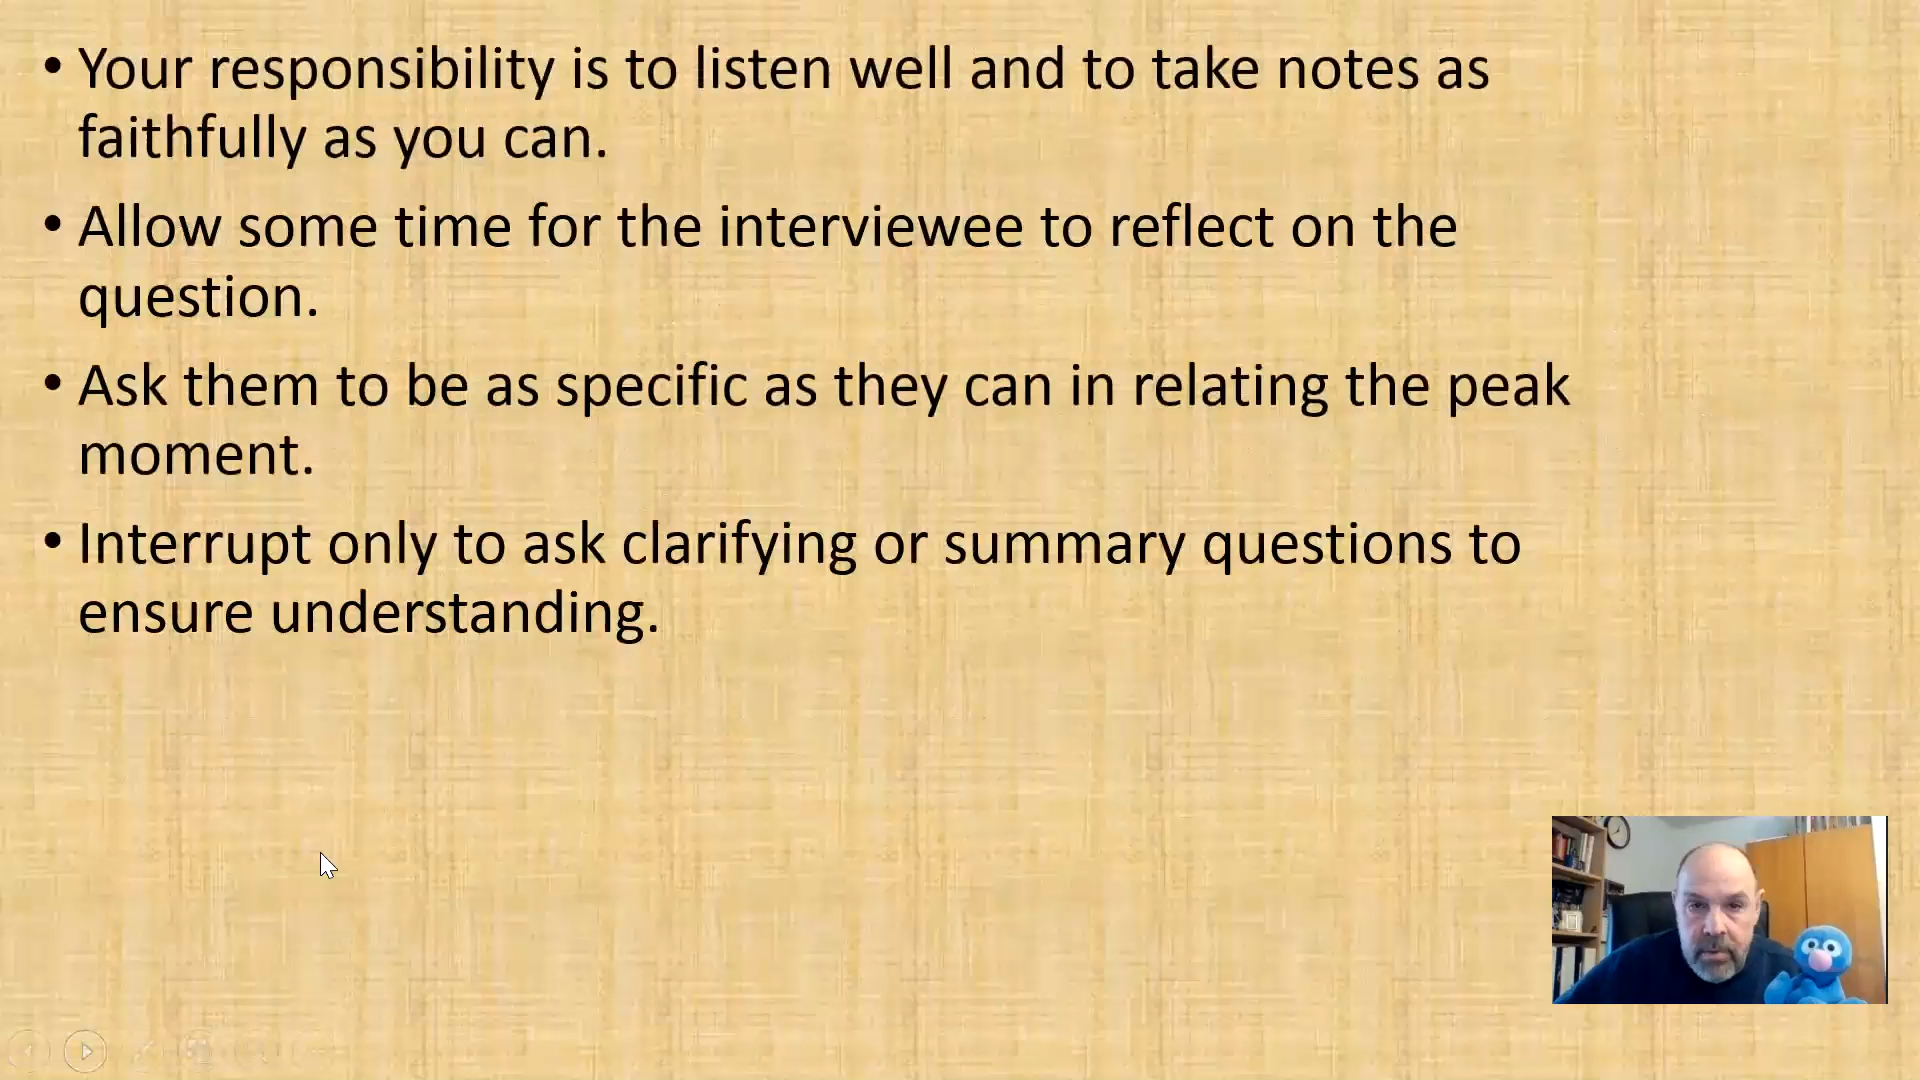 • Your responsibility is to listen well and to take notes as
faithfully as you can.
• Allow some time for the interviewee to reflect on the
question.
• Ask them to be as specific as they can in relating the peak
moment.
• Interrupt only to ask clarifying or summary questions to
ensure understanding.